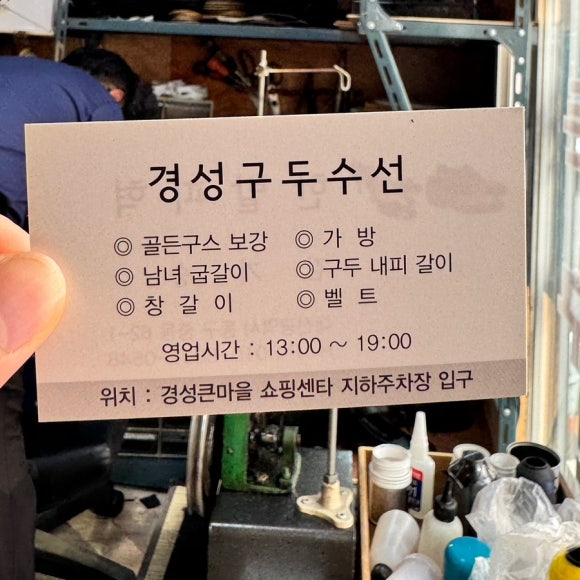 경성구두수선
◎ 골든구스 보강 ◎ 가 방
◎ 남녀 굽갈이 ◎ 구두 내피 갈이
◎ 창 갈 이 ◎ 벨 트
영업시간 : 13:00 ~ 19:00
위치 : 경성큰마을 쇼핑센타 지하주차장 입구